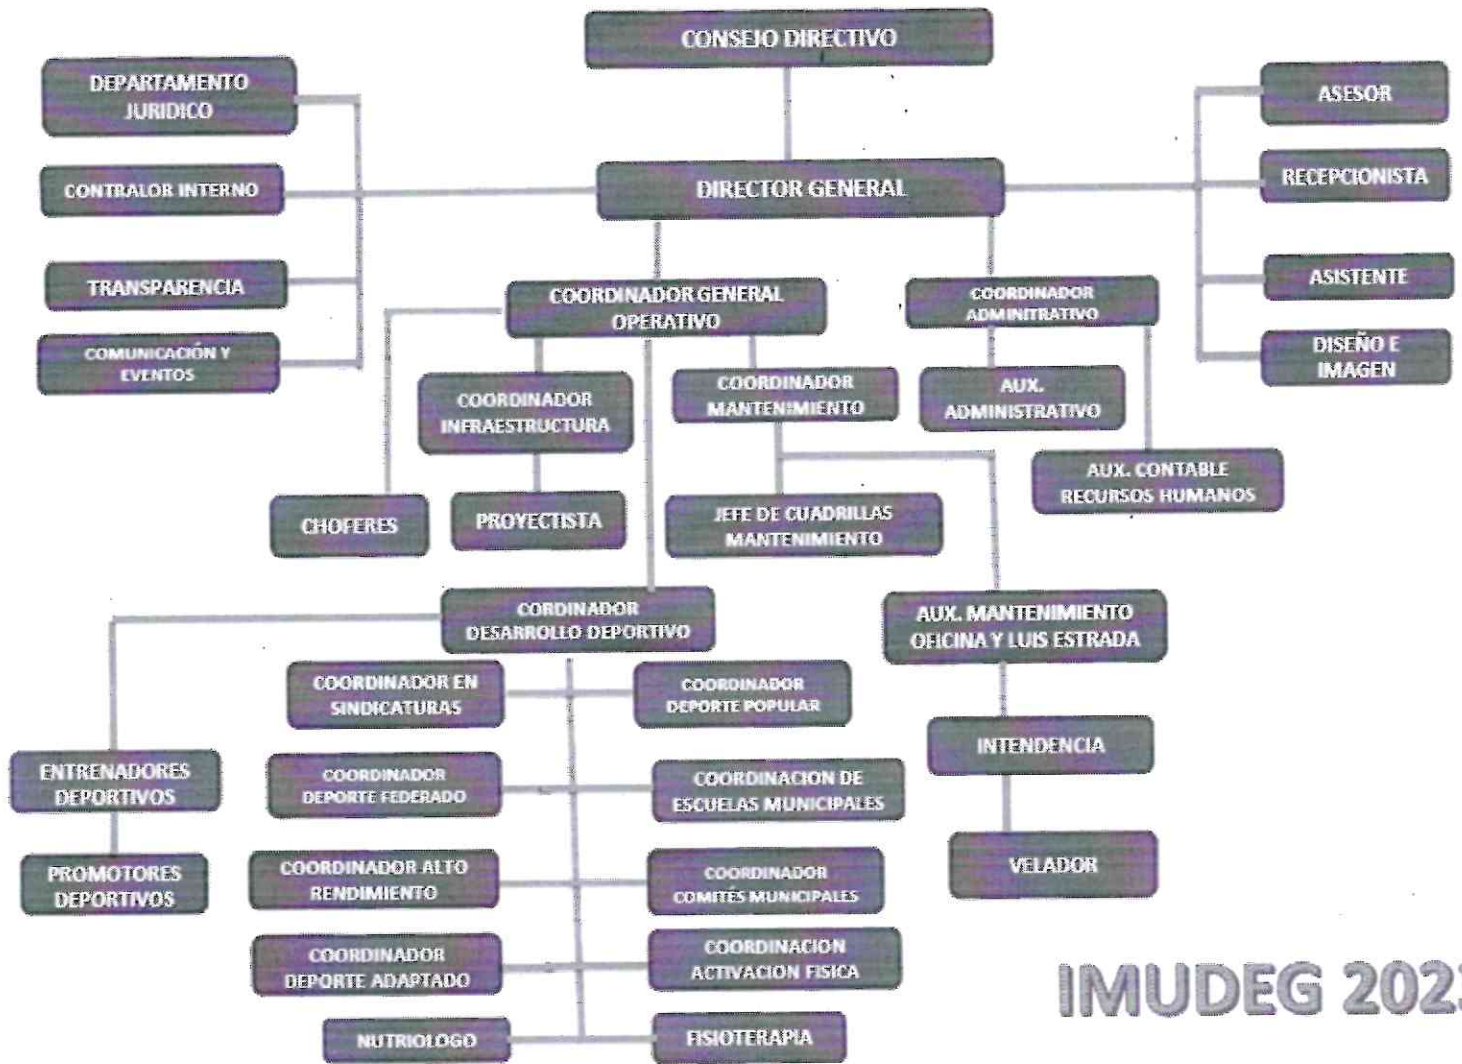 CONSEJO DIRECTIVO
DEPARTAMENTO
JURIDICO
ASESOR
CONTRALOR INTERNO
DIRECTOR GENERAL
RECEPCIONISTA
TRANSPARENCIA
COORDINADOR GENERAL
OPERATIVO
COORDINADOR
ADMINITRATIVO
ASISTENTE
COMUNICACIÓN Y
EVENTOS
DISEÑO E
IMAGEN
COORDINADOR
INFRAESTRUCTURA
COORDINADOR
MANTENIMIENTO
AUX.
ADMINISTRATIVO
AUX. CONTABLE
RECURSOS HUMANOS
CHOFERES
PROYECTISTA
JEFE DE CUADRILLAS
MANTENIMIENTO
CORDINADOR
DESARROLLO DEPORTIVO
AUX. MANTENIMIENTO
OFICINA Y LUIS ESTRADA
COORDINADOR EN
SINDICATURAS
COORDINADOR
DEPORTE POPULAR
INTENDENCIA
ENTRENADORES
DEPORTIVOS
COORDINADOR
DEPORTE FEDERADO
COORDINACION DE
ESCUELAS MUNICIPALES
PROMOTORES
DEPORTIVOS
COORDINADOR ALTO
RENDIMIENTO
COORDINADOR
COMITÉS MUNICIPALES
VELADOR
COORDINADOR
DEPORTE ADAPTADO
COORDINACION
ACTIVACION FISICA
NUTRIOLOGO
FISIOTERAPIA
IMUDEG 2023